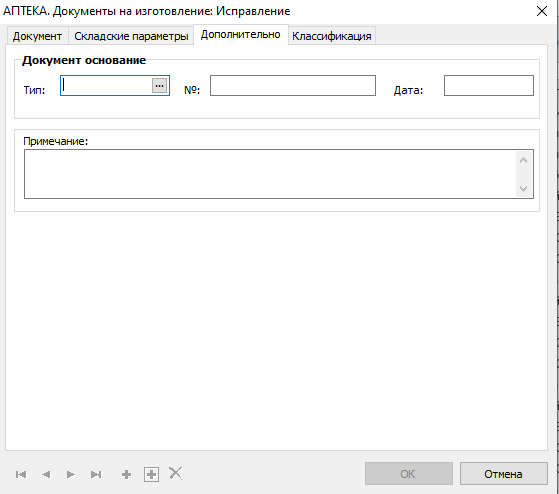 АПТЕКА. Документы на изготовление: Исправление
Документ Складские параметры Дополнительно Классификация
Документ основание
Тип: ... №: Дата:
Примечание:
OK Отмена